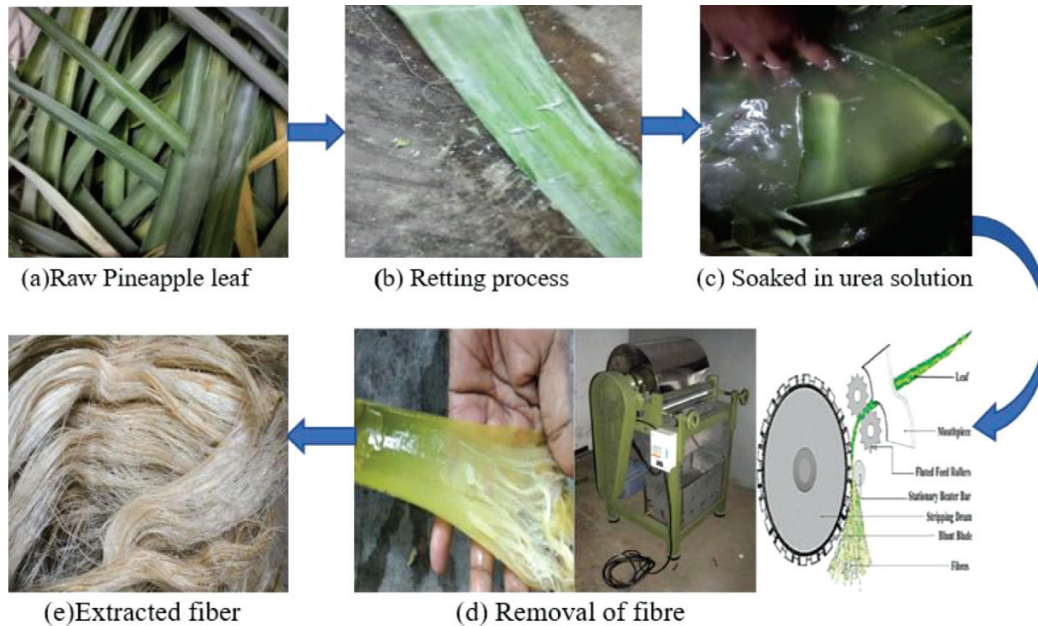 (a)Raw Pineapple leaf
(b) Retting process
(c) Soaked in urea solution
Leaf
Mouthpiece
Fluted Feed Rollers
Stationary Beater Bar
Stripping Drum
Blunt Blade
Fibres
(d) Removal of fibre
(e)Extracted fiber